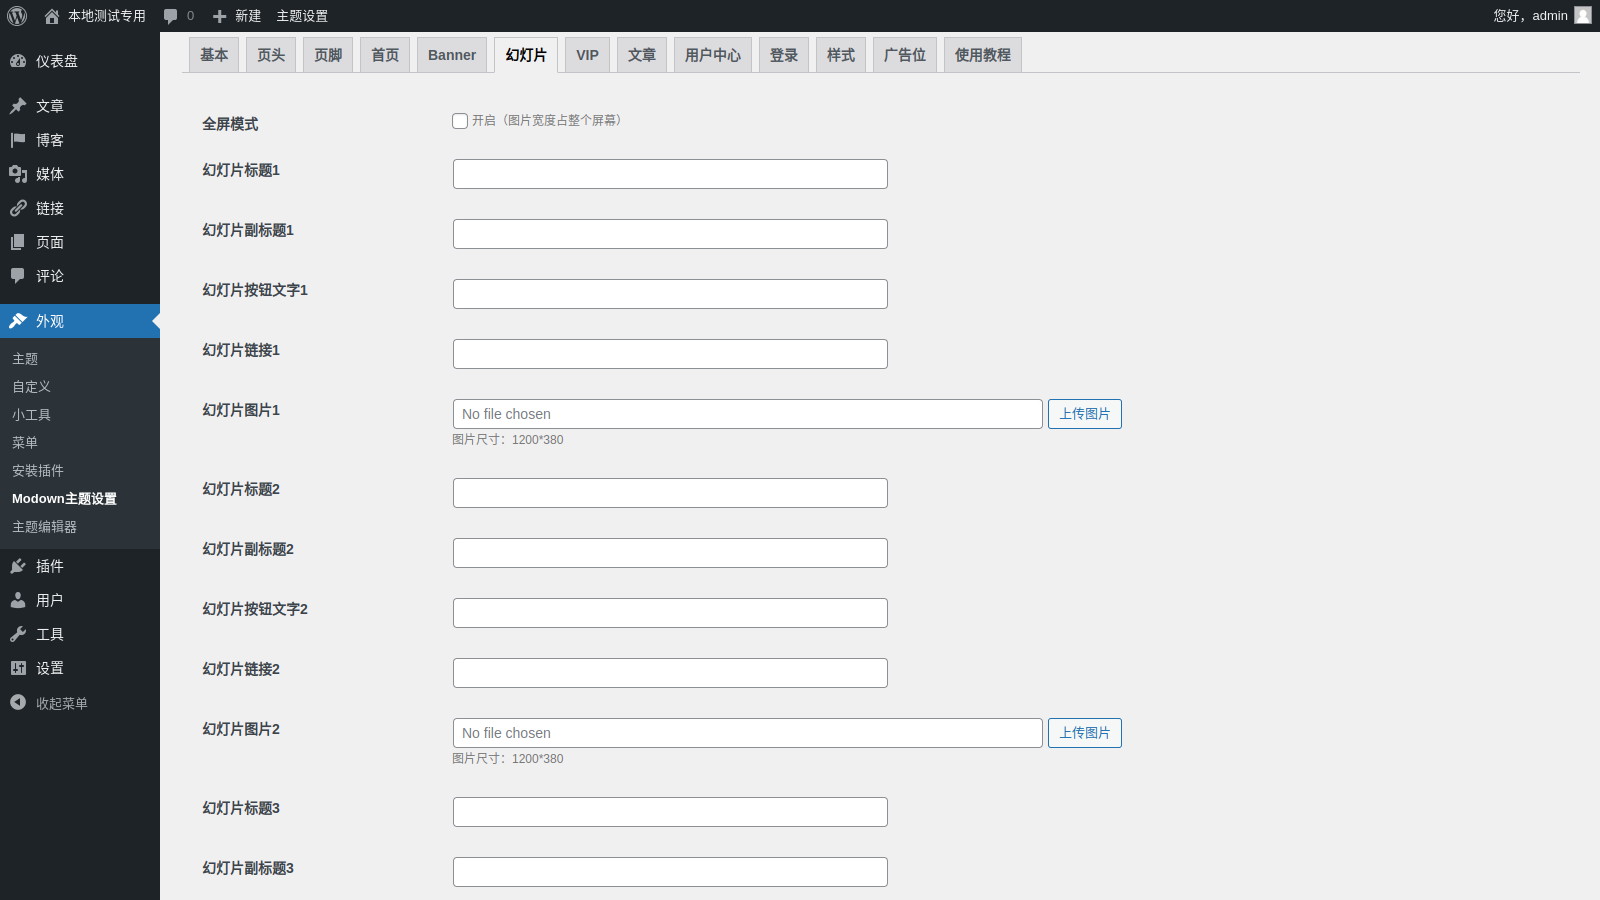 本地测试专用 0 新建 主题设置 您好，admin
仪表盘
文章
博客
媒体
链接
页面
评论
外观
主题
自定义
小工具
菜单
安装插件
Modown主题设置
主题编辑器
插件
用户
工具
设置
收起菜单
基本 页头 页脚 首页 Banner 幻灯片 VIP 文章 用户中心 登录 样式 广告位 使用教程
全屏模式 开启（图片宽度占整个屏幕）
幻灯片标题1
幻灯片副标题1
幻灯片按钮文字1
幻灯片链接1
幻灯片图片1 No file chosen 上传图片
图片尺寸：1200*380
幻灯片标题2
幻灯片副标题2
幻灯片按钮文字2
幻灯片链接2
幻灯片图片2 No file chosen 上传图片
图片尺寸：1200*380
幻灯片标题3
幻灯片副标题3